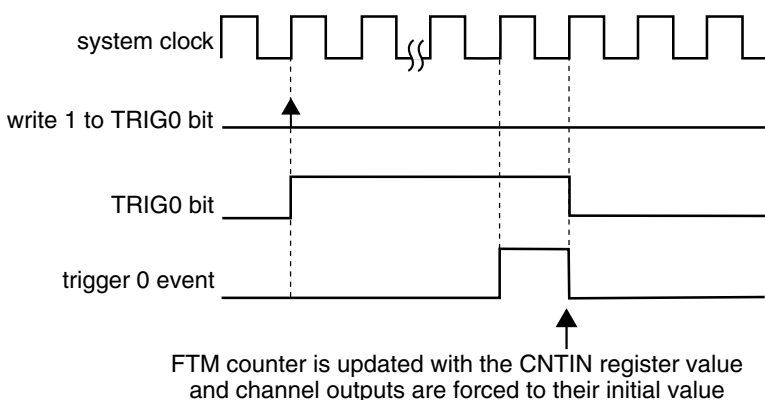 system clock
write 1 to TRIG0 bit
TRIG0 bit
trigger 0 event
FTM counter is updated with the CNTIN register value
and channel outputs are forced to their initial value